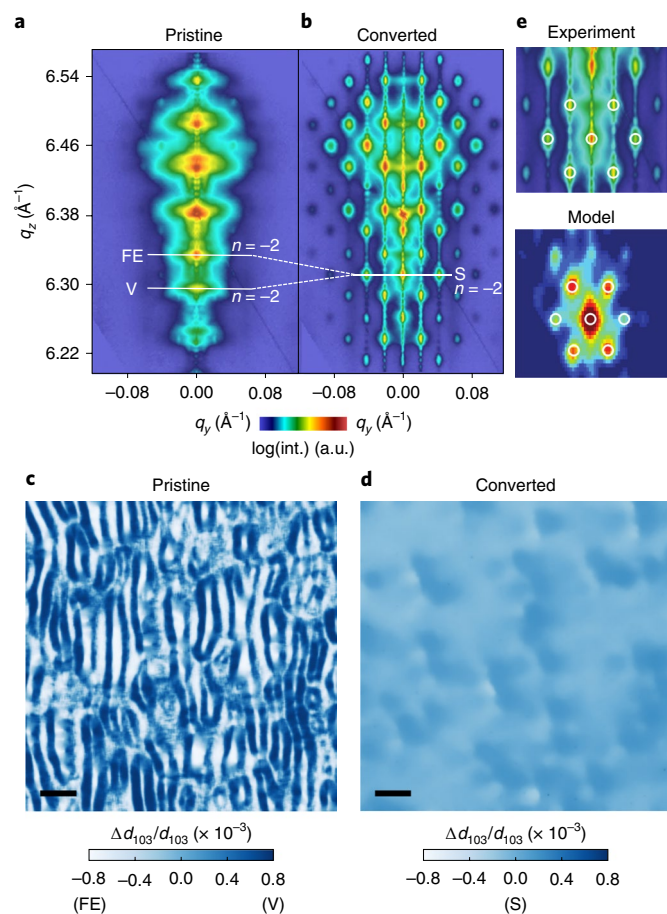 a
Pristine
b
Converted
e
Experiment
6.54
6.46
6.38
6.30
6.22
q_z (Å⁻¹)
FE
n = −2
V
n = −2
S
n = −2
Model
−0.08
0.00
0.08
−0.08
0.00
0.08
q_y (Å⁻¹)
q_y (Å⁻¹)
log(int.) (a.u.)
c
Pristine
d
Converted
Δd₁₀₃/d₁₀₃ (× 10⁻³)
−0.8 −0.4 0.0 0.4 0.8
(FE) (V)
Δd₁₀₃/d₁₀₃ (× 10⁻³)
−0.8 −0.4 0.0 0.4 0.8
(S)